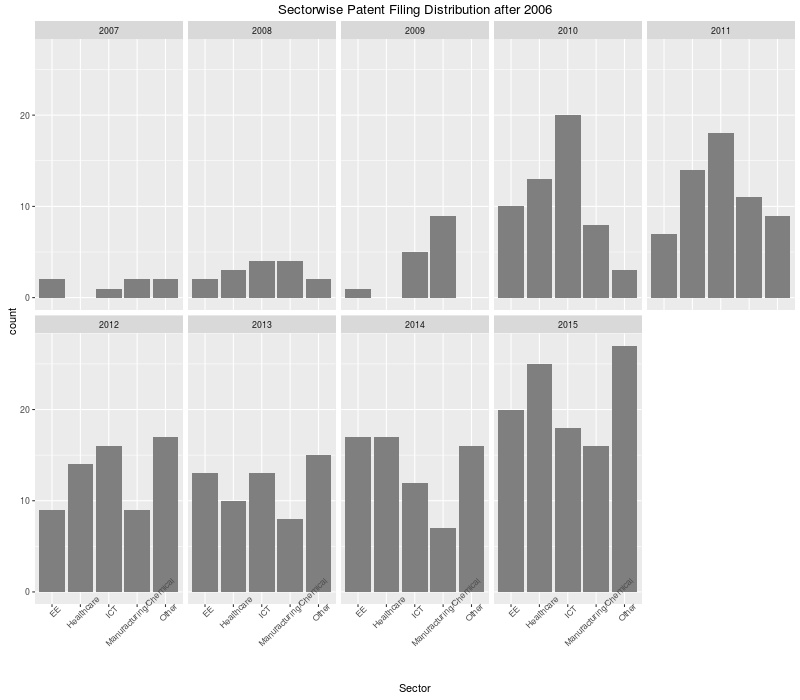 Sectorwise Patent Filing Distribution after 2006
2007 2008 2009 2010 2011
20
10
0
count
2012 2013 2014 2015
20
10
0
EE Healthcare ICT Manufacturing/Chemical Other EE Healthcare ICT Manufacturing/Chemical Other EE Healthcare ICT Manufacturing/Chemical Other EE Healthcare ICT Manufacturing/Chemical Other
Sector